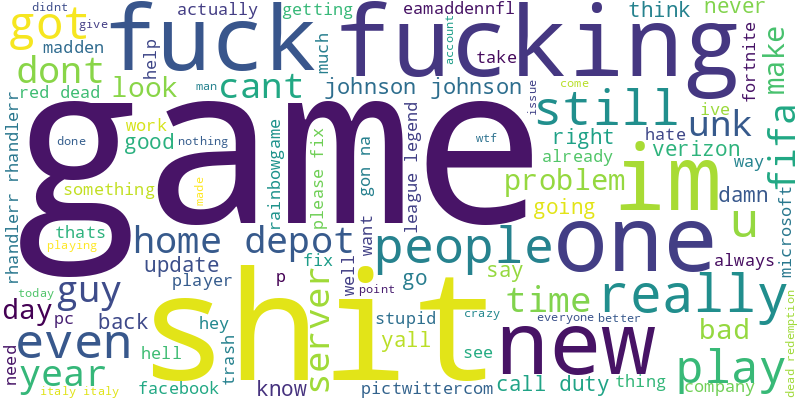 didnt
got
give
actually
getting
eamaddennfl
think
never
fuck
fucking
madden
help
much
account
take
fortnite
make
dont
look
red dead
man
cant
johnson johnson
issue
come
still
ive
unk
fifa
game
work
good
done
nothing
rainbowgame
please fix
gon na
league legend
wtf
right
hate
verizon
already
way
im
problem
something
made
going
damn
u
microsoft
rhandlerr rhandlerr
thats
playing
home depot
want
people
one
always
update
fix
well
player
p
go
say
guy
shit
server
point
time
really
today
day
pc
back
hey
stupid
crazy
everyone
better
new
bad
even
hell
trash
yall
see
play
need
year
italy italy
facebook
know
pictwittercom
call duty
thing
company
dead redemption